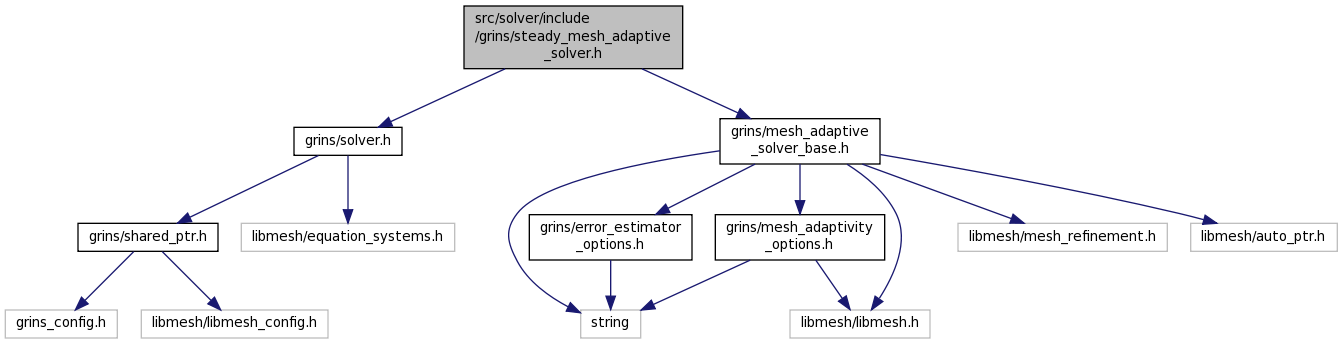 src/solver/include
/grins/steady_mesh_adaptive
_solver.h
grins/solver.h
grins/mesh_adaptive
_solver_base.h
grins/shared_ptr.h
libmesh/equation_systems.h
grins/error_estimator
_options.h
grins/mesh_adaptivity
_options.h
libmesh/mesh_refinement.h
libmesh/auto_ptr.h
grins_config.h
libmesh/libmesh_config.h
string
libmesh/libmesh.h